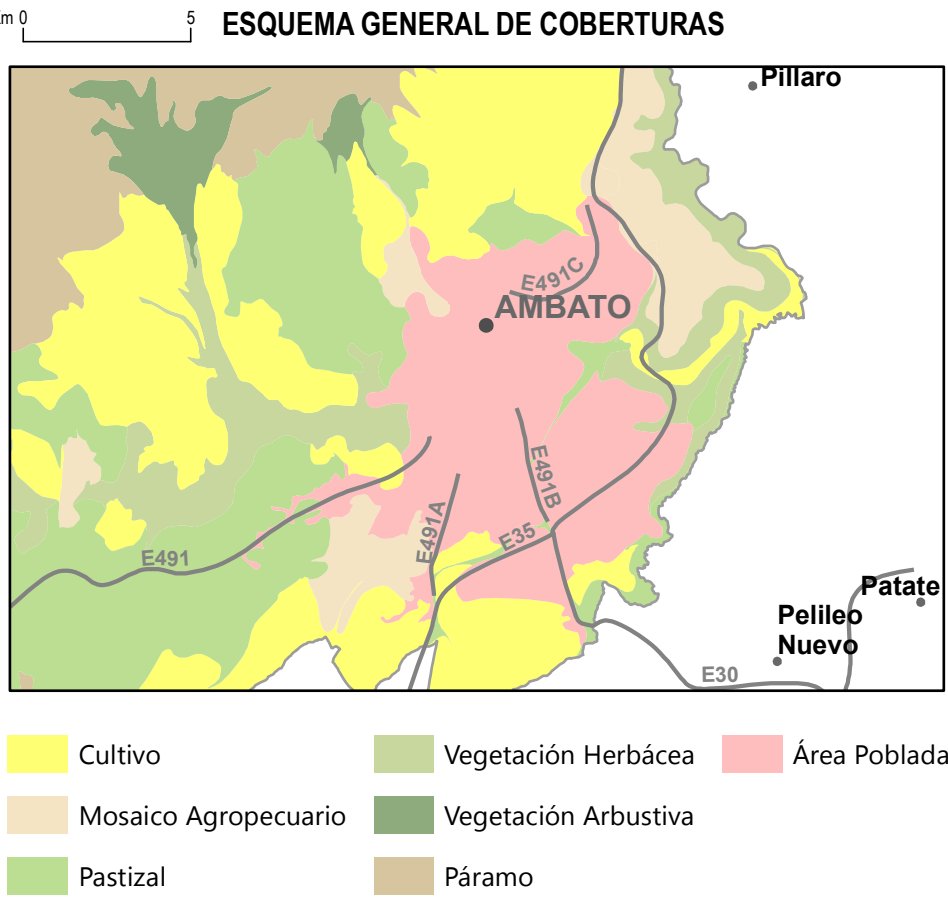 Km 0 5
ESQUEMA GENERAL DE COBERTURAS
Pillaro
E491C
AMBATO
E491B
E491A
E35
E491
Patate
Pelileo
Nuevo
E30
Cultivo
Vegetación Herbácea
Área Poblada
Mosaico Agropecuario
Vegetación Arbustiva
Pastizal
Páramo